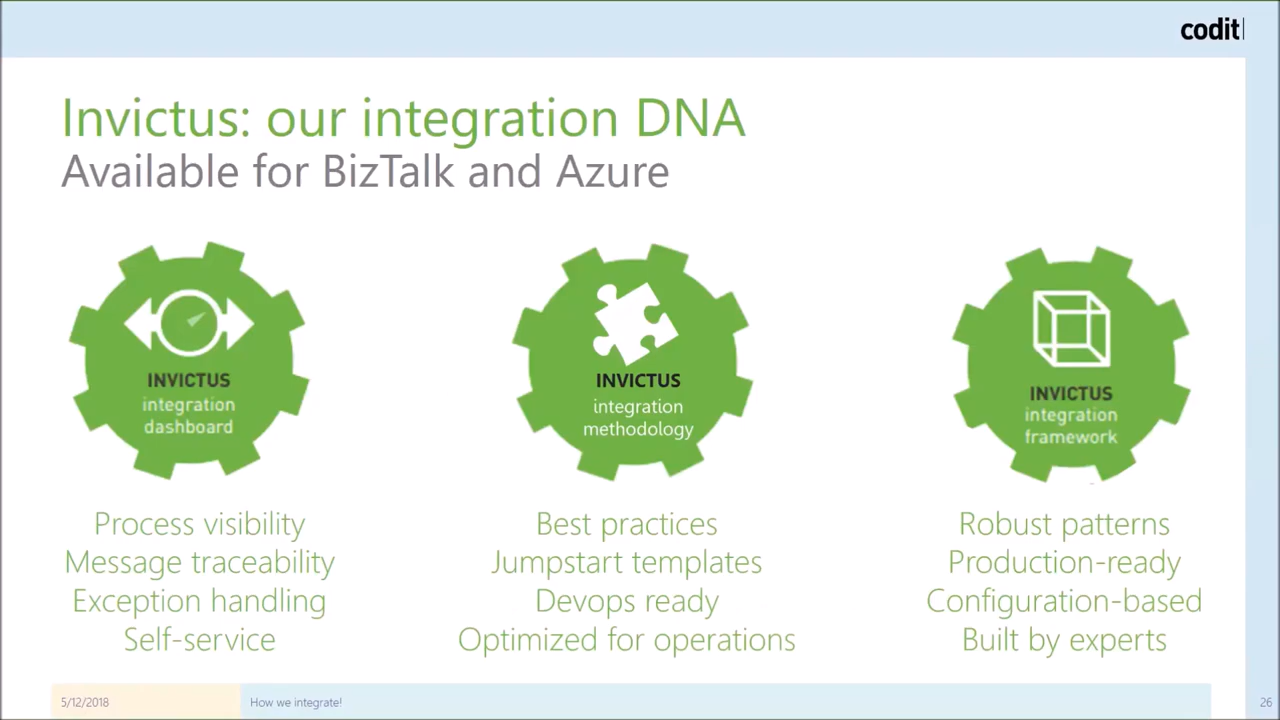 codit
Invictus: our integration DNA
Available for BizTalk and Azure
INVICTUS
integration
dashboard
INVICTUS
integration
methodology
INVICTUS
integration
framework
Process visibility
Message traceability
Exception handling
Self-service
Best practices
Jumpstart templates
Devops ready
Optimized for operations
Robust patterns
Production-ready
Configuration-based
Built by experts
5/12/2018
How we integrate!
26